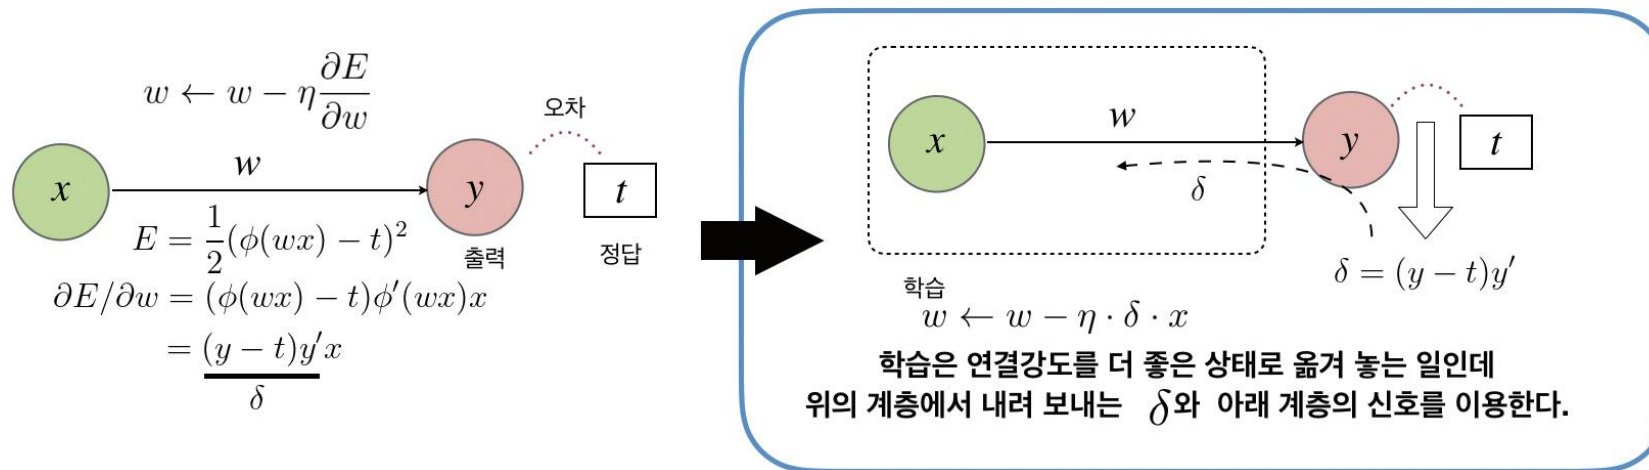 w ← w − η ∂E/∂w
오차
x
w
y
t
E = 1/2(ϕ(wx) − t)²
출력
정답
∂E/∂w = (ϕ(wx) − t)ϕ′(wx)x
= (y − t)y′x
δ
x
w
y
t
δ
δ = (y − t)y′
학습
w ← w − η · δ · x
학습은 연결강도를 더 좋은 상태로 옮겨 놓는 일인데
위의 계층에서 내려 보내는 δ와 아래 계층의 신호를 이용한다.